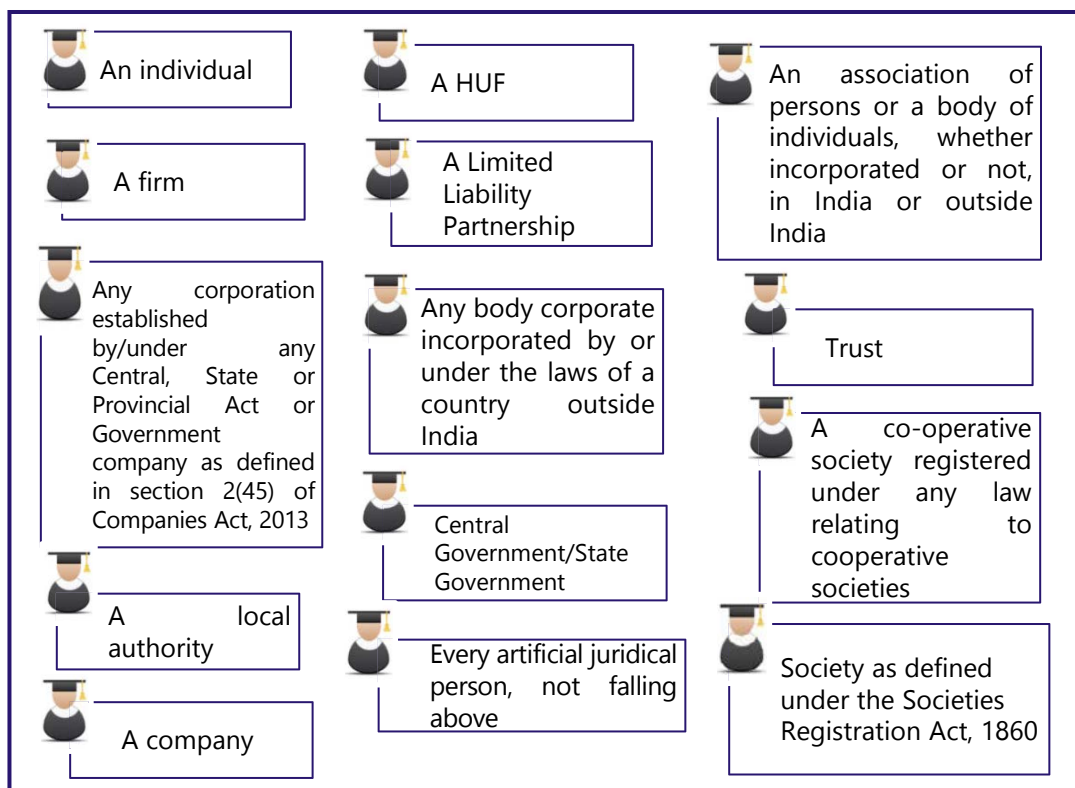 An individual
A firm
Any corporation
established
by/under any
Central, State or
Provincial Act or
Government
company as defined
in section 2(45) of
Companies Act, 2013
A local
authority
A company
A HUF
A Limited
Liability
Partnership
Any body corporate
incorporated by or
under the laws of a
country outside
India
Central
Government/State
Government
Every artificial juridical
person, not falling
above
An association of
persons or a body of
individuals, whether
incorporated or not,
in India or outside
India
Trust
A co-operative
society registered
under any law
relating to
cooperative
societies
Society as defined
under the Societies
Registration Act, 1860